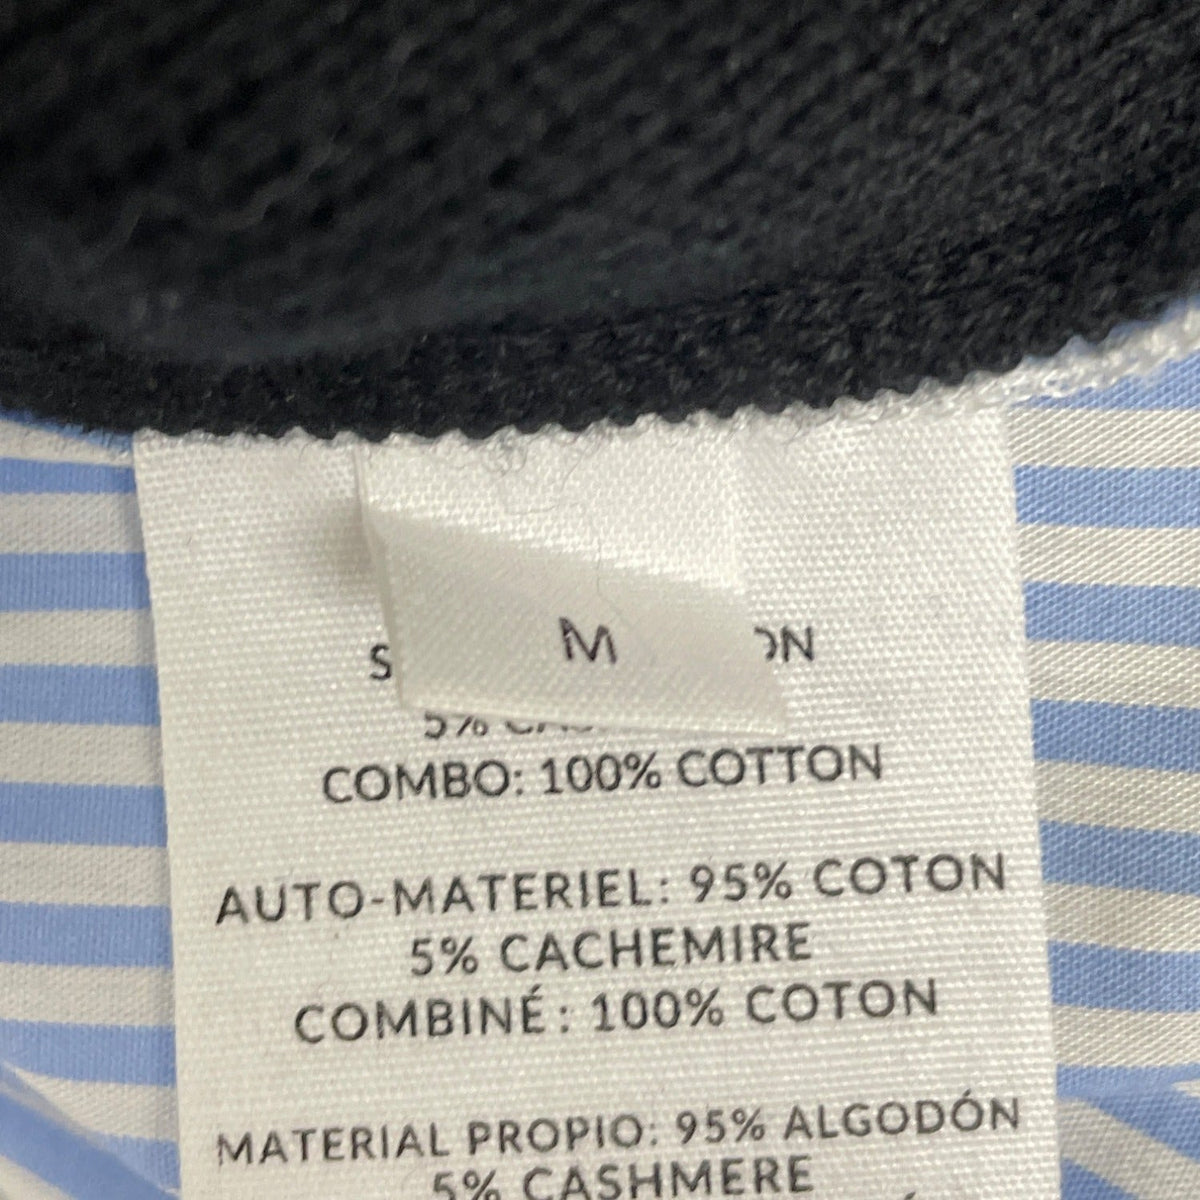 M
COMBO: 100% COTTON
AUTO-MATERIEL: 95% COTON
5% CACHEMIRE
COMBINÉ: 100% COTON
MATERIAL PROPIO: 95% ALGODÓN
5% CASHMERE